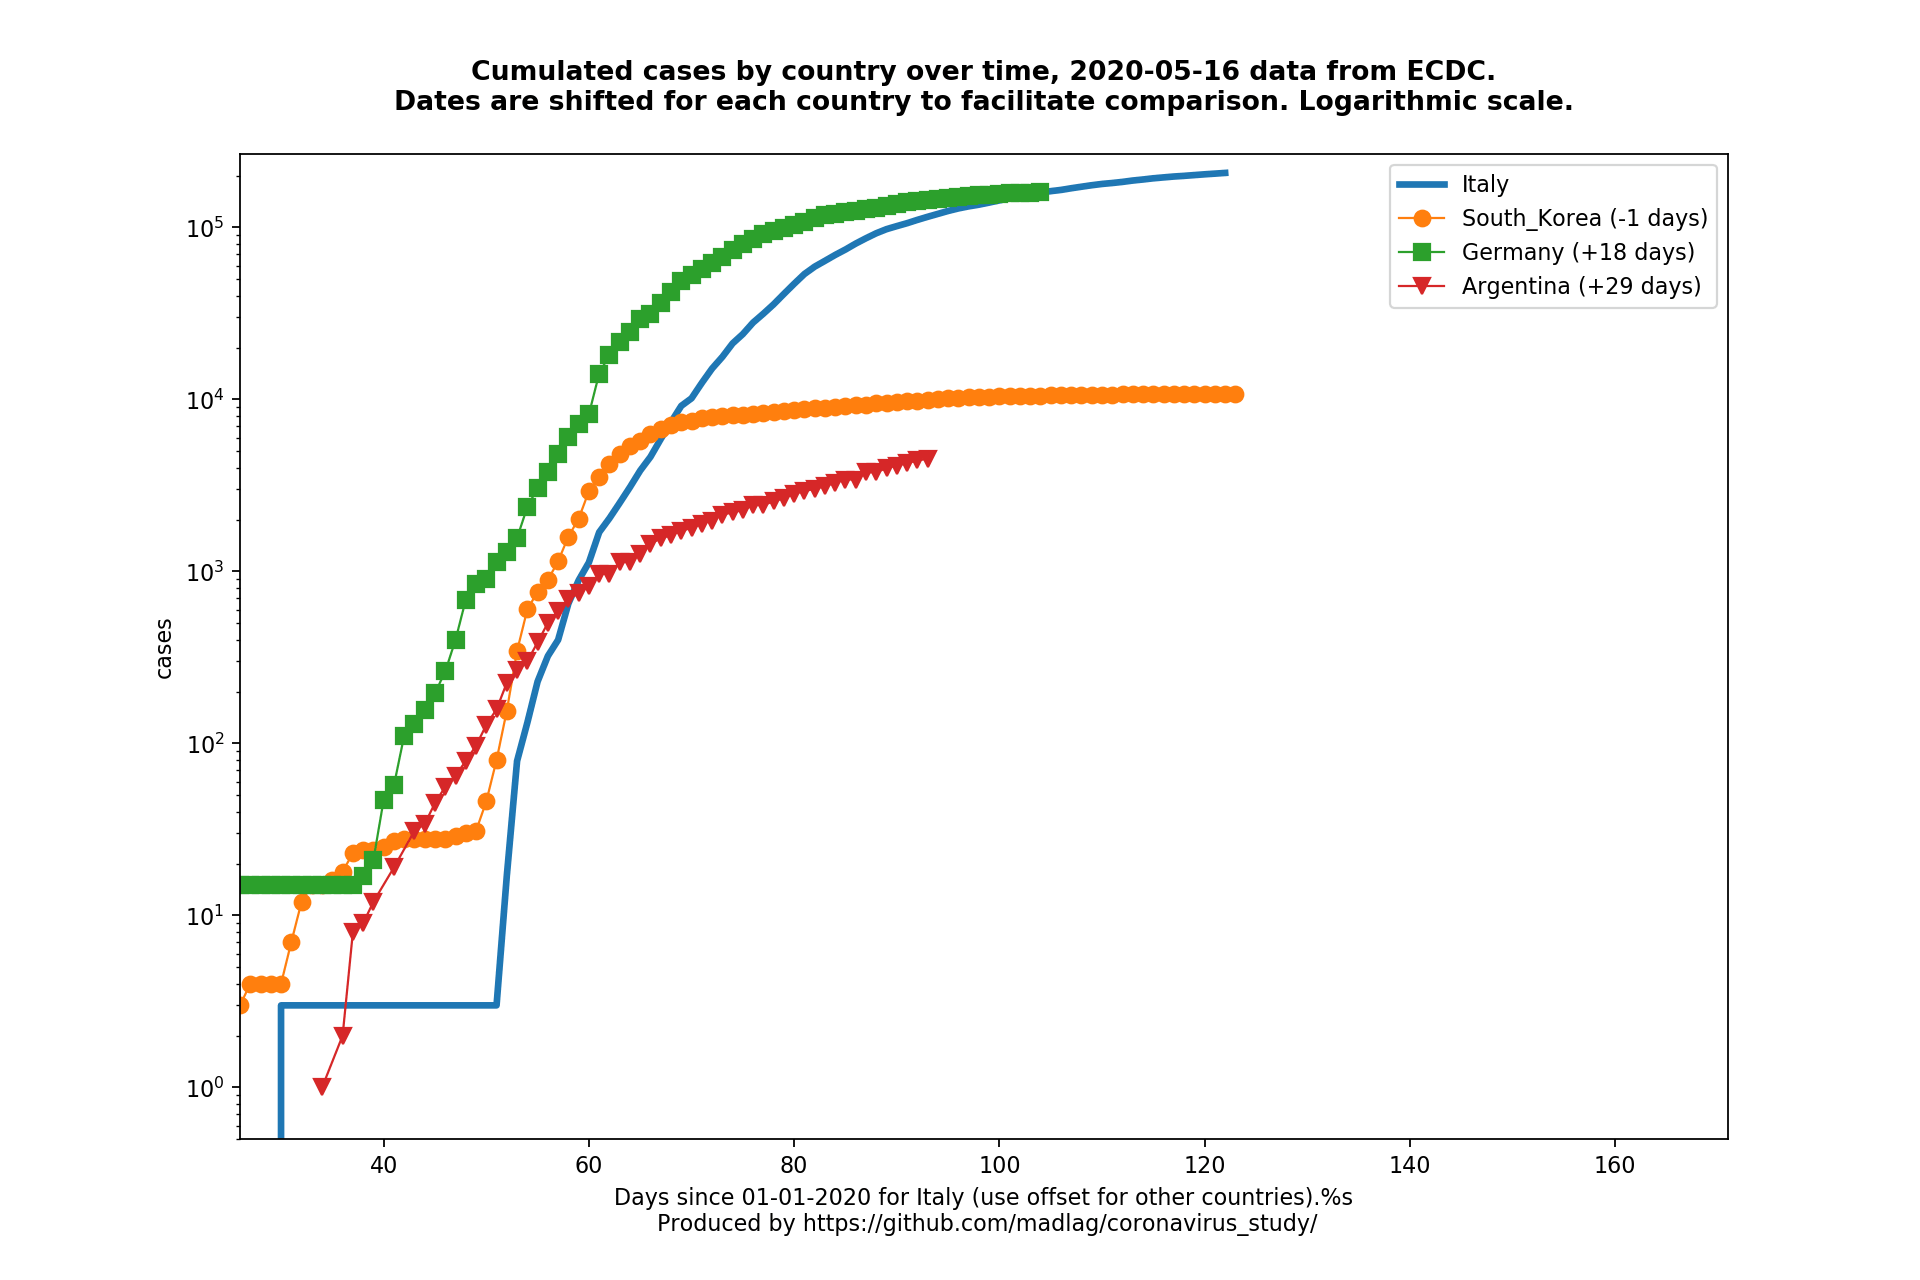 Cumulated cases by country over time, 2020-05-16 data from ECDC.
Dates are shifted for each country to facilitate comparison. Logarithmic scale.
Italy
South_Korea (-1 days)
Germany (+18 days)
Argentina (+29 days)
10^5
10^4
10^3
10^2
10^1
10^0
cases
40 60 80 100 120 140 160
Days since 01-01-2020 for Italy (use offset for other countries).%s
Produced by https://github.com/madlag/coronavirus_study/